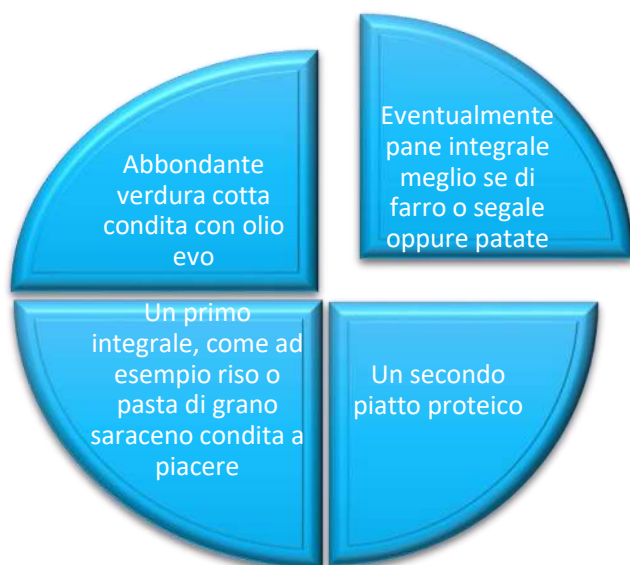 Abbondante
verdura cotta
condita con olio
evo
Eventualmente
pane integrale
meglio se di
farro o segale
oppure patate
Un primo
integrale, come ad
esempio riso o
pasta di grano
saraceno condita a
piacere
Un secondo
piatto proteico